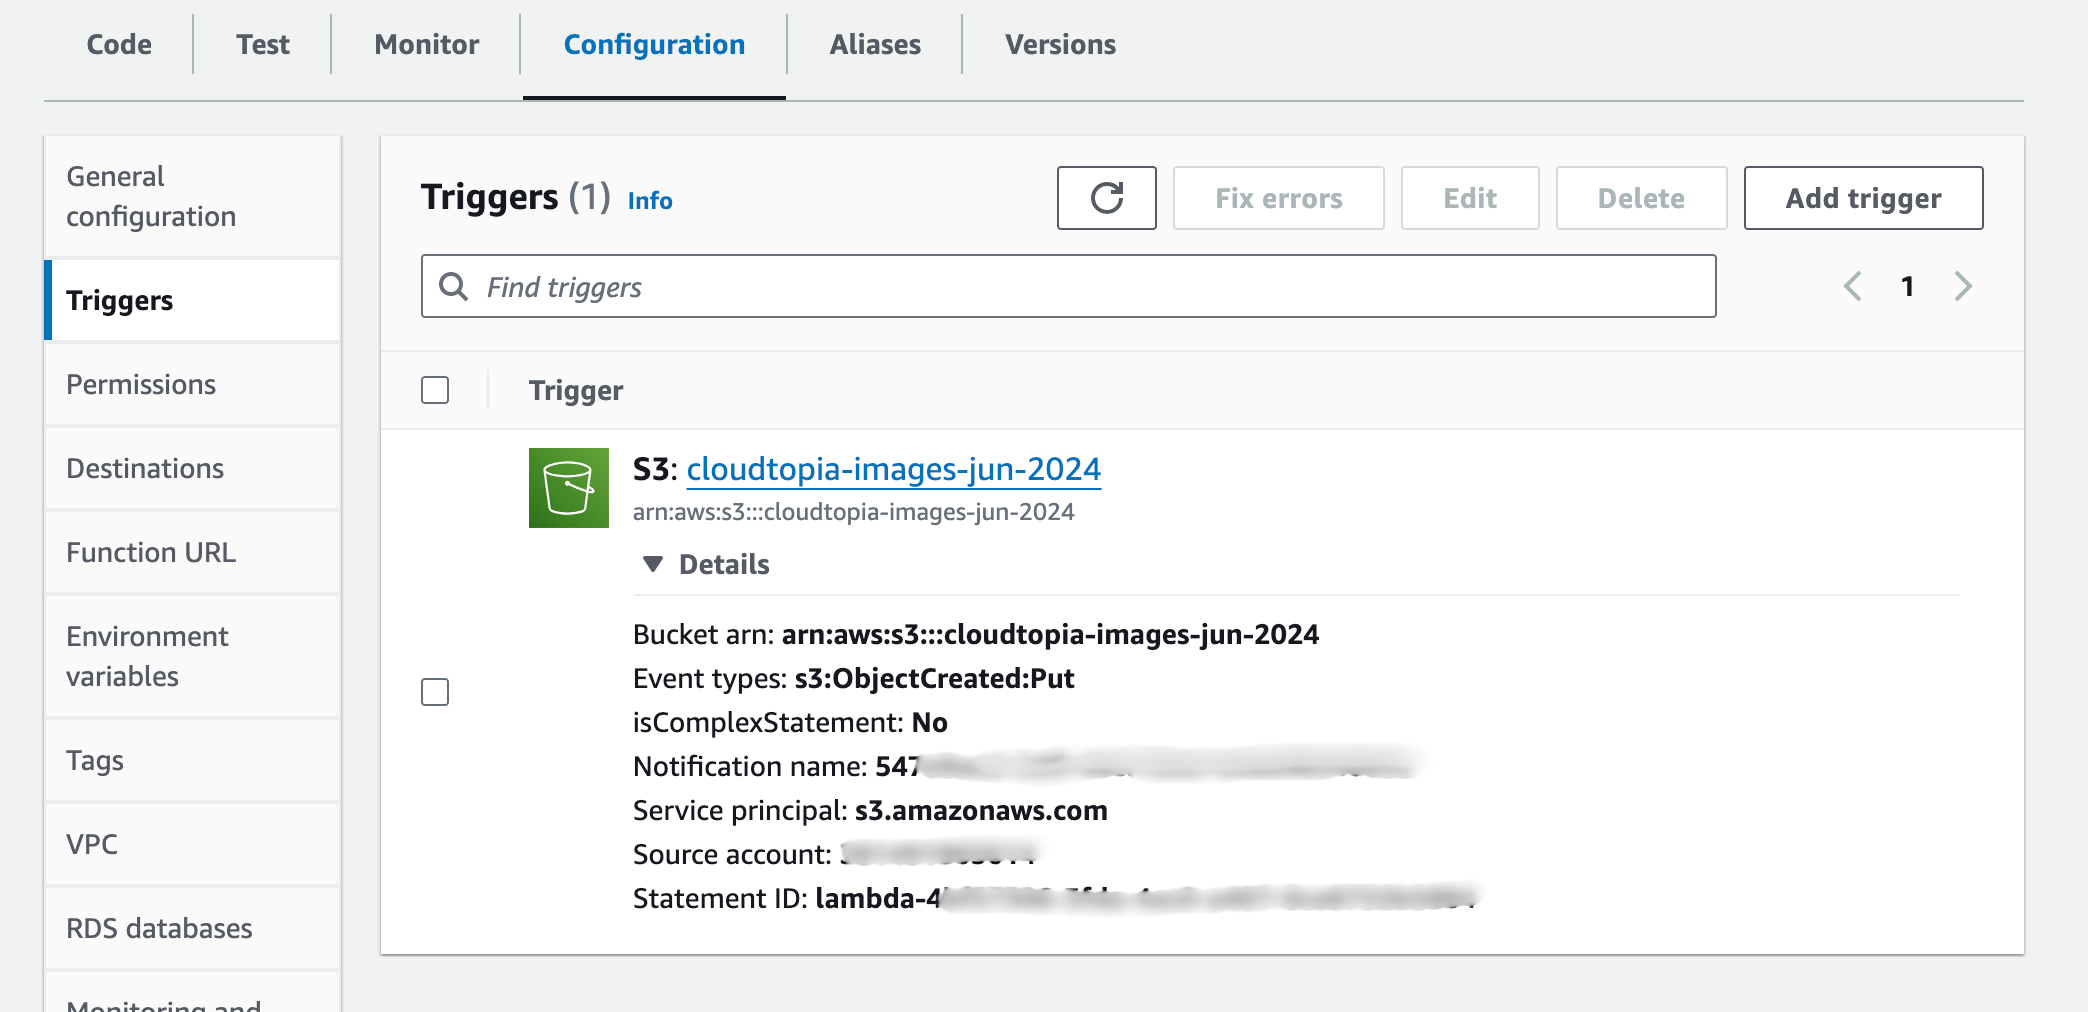 Code
Test
Monitor
Configuration
Aliases
Versions
General
configuration
Triggers
Permissions
Destinations
Function URL
Environment
variables
Tags
VPC
RDS databases
Monitoring and
Triggers (1) Info
Fix errors
Edit
Delete
Add trigger
Find triggers
1
Trigger
S3: cloudtopia-images-jun-2024
arn:aws:s3:::cloudtopia-images-jun-2024
Details
Bucket arn: arn:aws:s3:::cloudtopia-images-jun-2024
Event types: s3:ObjectCreated:Put
isComplexStatement: No
Notification name: 547
Service principal: s3.amazonaws.com
Source account:
Statement ID: lambda-4